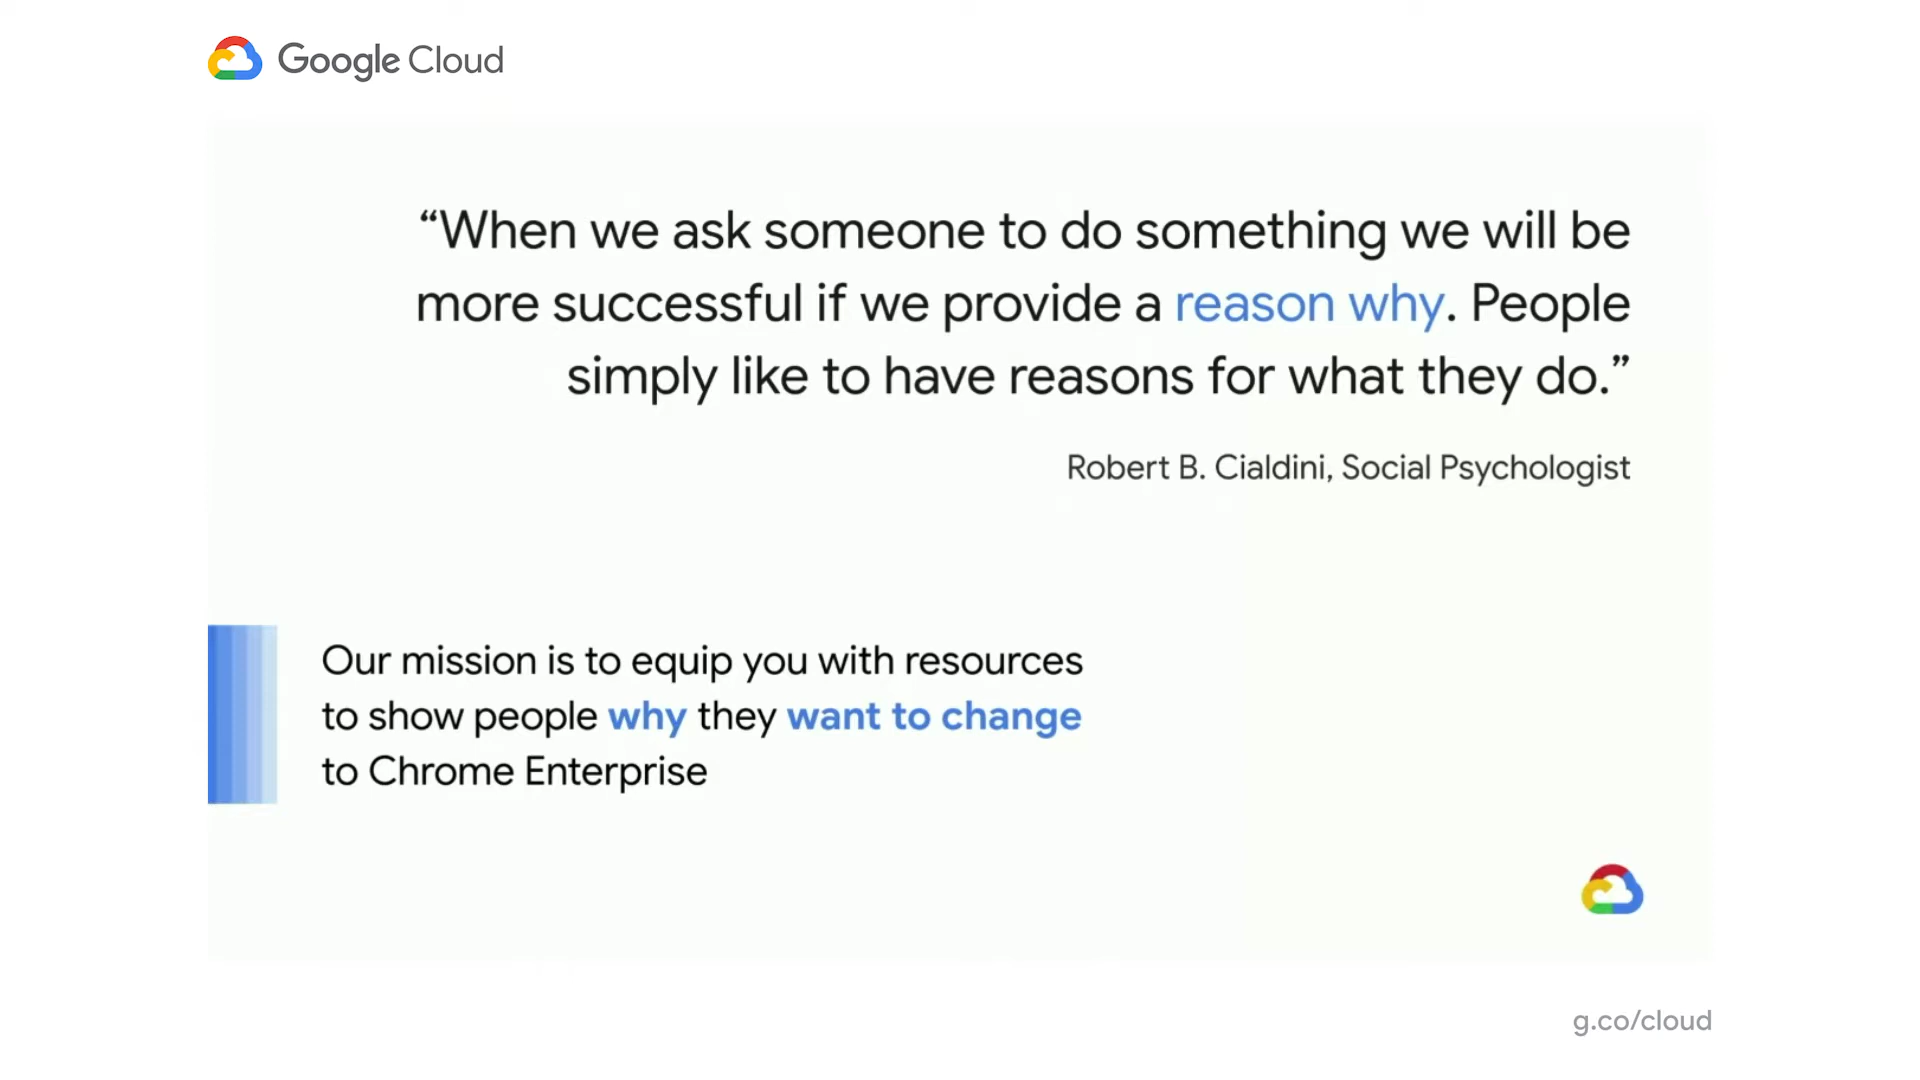 Google Cloud
“When we ask someone to do something we will be
more successful if we provide a reason why. People
simply like to have reasons for what they do.”
Robert B. Cialdini, Social Psychologist
Our mission is to equip you with resources
to show people why they want to change
to Chrome Enterprise
g.co/cloud